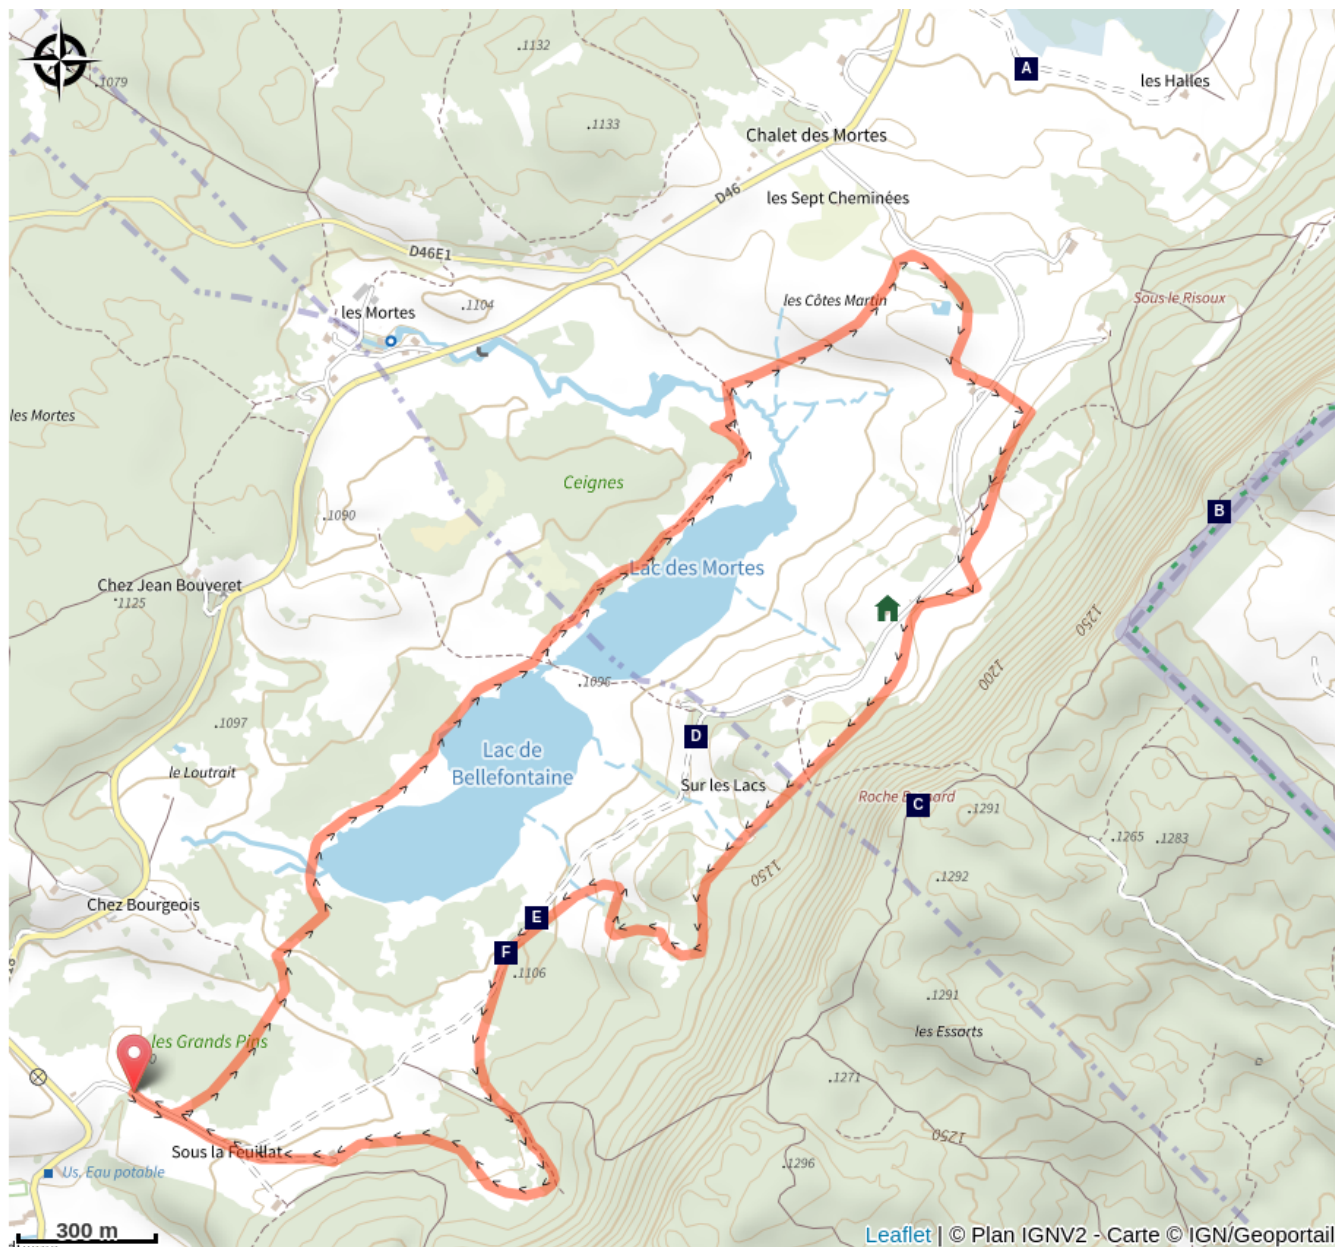 .1132
A
les Halles
.1079
.1133
Chalet des Mortes
D46
les Sept Cheminées
D46E1
les Mortes
.1104
les Côtes Martin
Sous le Risoux
les Mortes
Ceignes
.1090
B
Lac des Mortes
Chez Jean Bouveret
.1125
1250
1200
.1096
.1097
D
Lac de
Bellefontaine
le Loutrait
Sur les Lacs
C
.1291
.1265
.1283
1150
.1292
Chez Bourgeois
E
F
.1106
.1291
les Essarts
les Grands Pins
.1271
Sous la Feuillat
1250
.1296
Us. Eau potable
300 m
Leaflet | © Plan IGNV2 - Carte © IGN/Geoportail